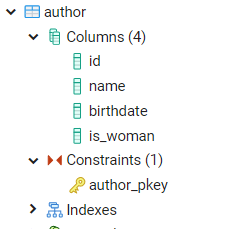 author
Columns (4)
id
name
birthdate
is_woman
Constraints (1)
author_pkey
Indexes